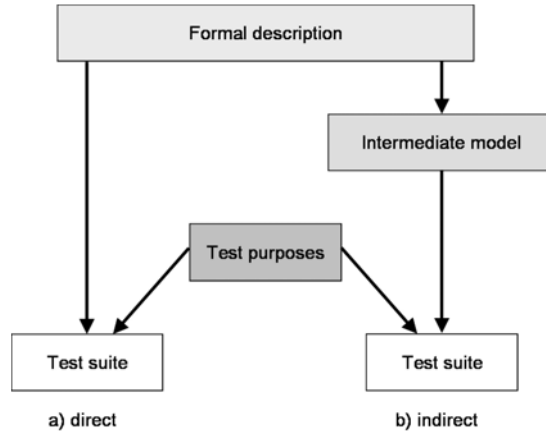 Formal description
Intermediate model
Test purposes
Test suite
Test suite
a) direct
b) indirect